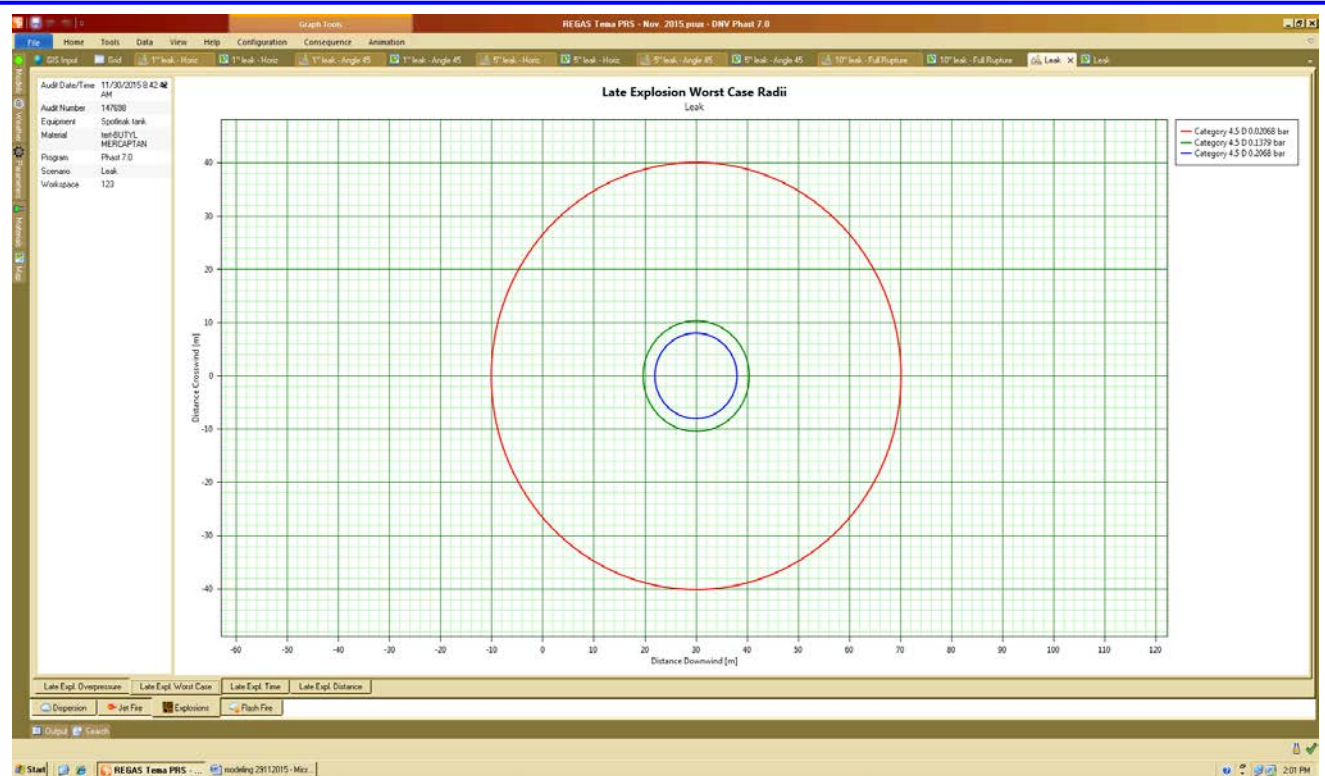 Graph Tools
REGAS Tema PRS - Nov. 2015.psux - DNV Phast 7.0
File Home Tools Data View Help Configuration Consequence Animation
GIS Input Grid 1" leak - Horiz 1" leak - Horiz 1" leak - Angle 45 1" leak - Angle 45 5" leak - Horiz 5" leak - Horiz 5" leak - Angle 45 5" leak - Angle 45 10" leak - Full Rupture 10" leak - Full Rupture Leak Leak
Models
Weather
Parameters
Materials
Map
Audit Date/Time 11/30/2015 8:42:42 AM
Audit Number 147698
Equipment Spotleak tank
Material tert-BUTYL MERCAPTAN
Program Phast 7.0
Scenario Leak
Workspace 123
Late Explosion Worst Case Radii
Leak
Category 4.5 D 0.02068 bar
Category 4.5 D 0.1379 bar
Category 4.5 D 0.2068 bar
Distance Crosswind [m]
40
30
20
10
0
-10
-20
-30
-40
-60 -50 -40 -30 -20 -10 0 10 20 30 40 50 60 70 80 90 100 110 120
Distance Downwind [m]
Late Expl. Overpressure Late Expl. Worst Case Late Expl. Time Late Expl. Distance
Dispersion Jet Fire Explosions Flash Fire
Output Search
Start REGAS Tema PRS - ... modeling 29112015 - Micr... 2:01 PM